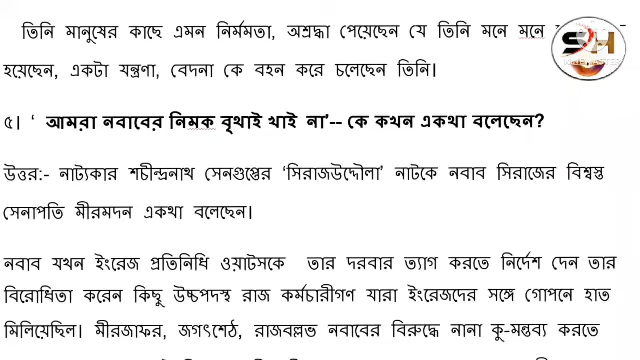 তিনি মানুষের কাছে এমন নির্মমতা, অশ্রদ্ধা পেয়েছেন যে তিনি মনে মনে
SH
হয়েছেন, একটা যন্ত্রণা, বেদনা কে বহন করে চলেছেন তিনি।
৫। ‘ আমরা নবাবের নিমক বৃথাই খাই না’-- কে কখন একথা বলেছেন?
উত্তর:- নাট্যকার শচীন্দ্রনাথ সেনগুপ্তের ‘সিরাজউদ্দৌলা’ নাটকে নবাব সিরাজের বিশ্বস্ত
সেনাপতি মীরমদন একথা বলেছেন।
নবাব যখন ইংরেজ প্রতিনিধি ওয়াটসকে তার দরবার ত্যাগ করতে নির্দেশ দেন তার
বিরোধিতা করেন কিছু উচ্চপদস্থ রাজ কর্মচারীগণ যারা ইংরেজদের সঙ্গে গোপনে হাত
মিলিয়েছিল। মীরজাফর, জগৎশেঠ, রাজবল্লভ নবাবের বিরুদ্ধে নানা কু-মন্তব্য করতে